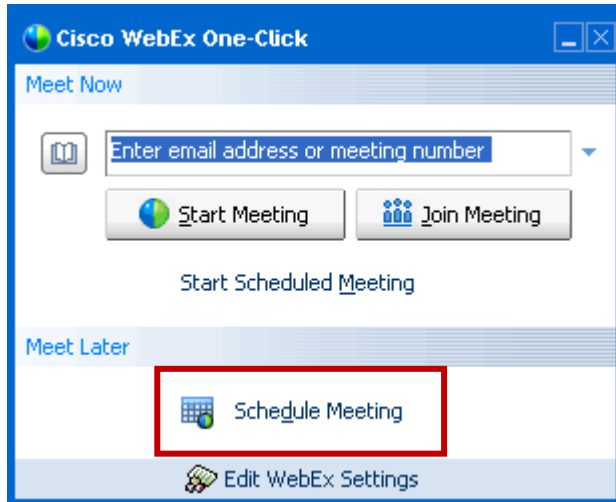 Cisco WebEx One-Click
Meet Now
Enter email address or meeting number
Start Meeting Join Meeting
Start Scheduled Meeting
Meet Later
Schedule Meeting
Edit WebEx Settings